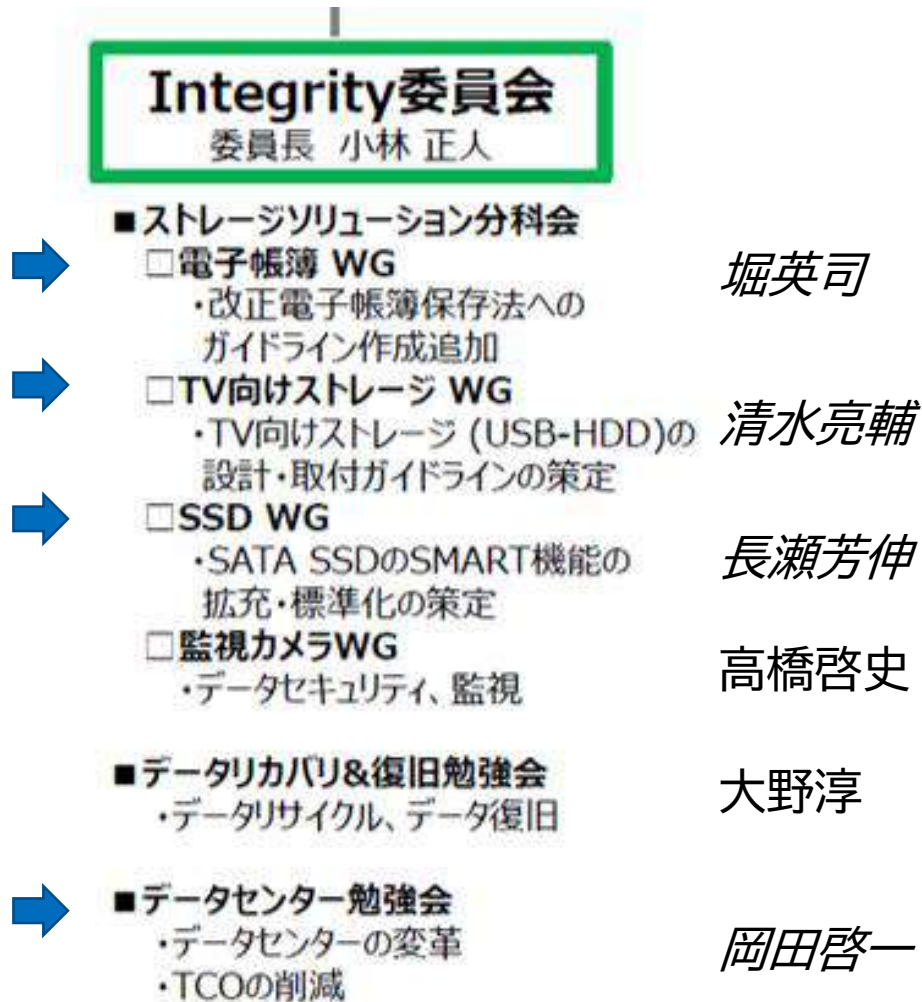 Integrity委員会
委員長 小林 正人
■ストレージソリューション分科会
□電子帳簿 WG
堀英司
・改正電子帳簿保存法への
ガイドライン作成追加
□TV向けストレージ WG
・TV向けストレージ (USB-HDD)の
清水亮輔
設計・取付ガイドラインの策定
□SSD WG
・SATA SSDのSMART機能の
長瀬芳伸
拡充・標準化の策定
□監視カメラWG
高橋啓史
・データセキュリティ、監視
■データリカバリ&復旧勉強会
大野淳
・データリサイクル、データ復旧
■データセンター勉強会
・データセンターの変革
岡田啓一
・TCOの削減